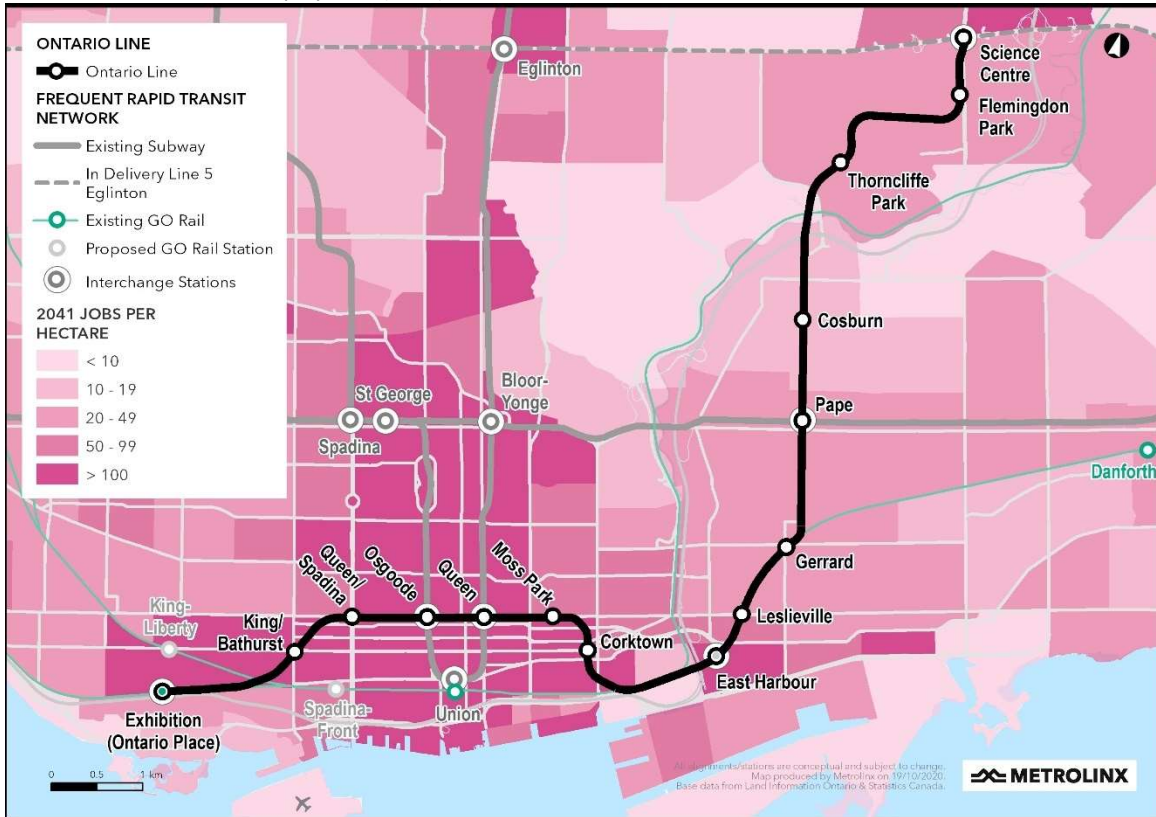 ONTARIO LINE
Ontario Line
FREQUENT RAPID TRANSIT
NETWORK
Existing Subway
In Delivery Line 5
Eglinton
Existing GO Rail
Proposed GO Rail Station
Interchange Stations
2041 JOBS PER
HECTARE
< 10
10 - 19
20 - 49
50 - 99
> 100
Eglinton
Science
Centre
Flemingdon
Park
Thorncliffe
Park
Cosburn
Bloor-
Yonge
St George
Spadina
Pape
Danforth
Gerrard
Queen/
Spadina
Osgoode
Queen
Moss Park
Leslieville
King-
Liberty
King/
Bathurst
Corktown
East Harbour
Exhibition
(Ontario Place)
Spadina-
Front
Union
0 0.5 1 km
All alignments/stations are conceptual and subject to change.
Map produced by Metrolinx on 19/10/2020.
Base data from Land Information Ontario & Statistics Canada.
METROLINX